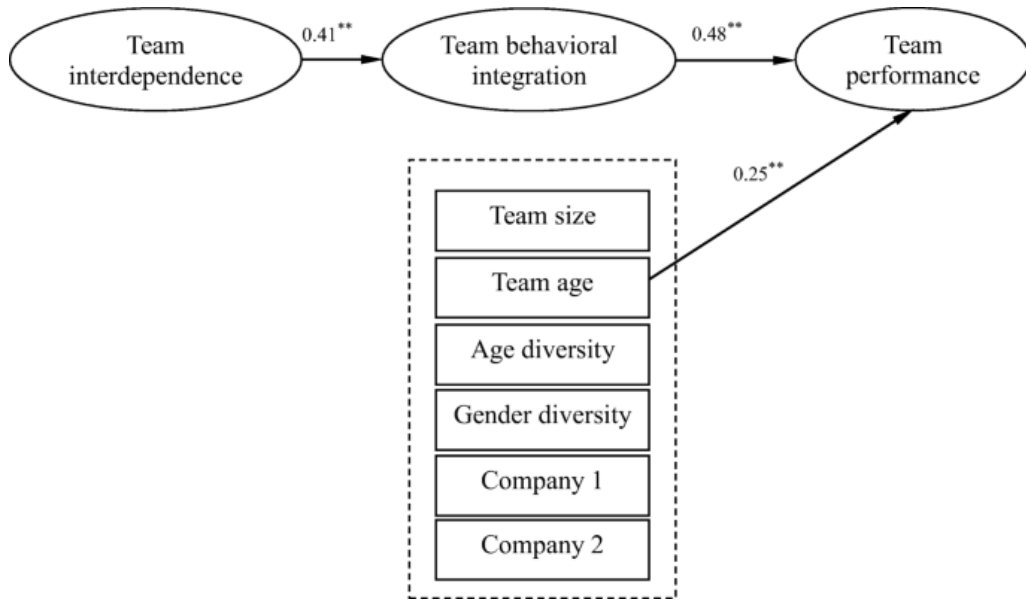 Team
interdependence
0.41**
Team behavioral
integration
0.48**
Team
performance
0.25**
Team size
Team age
Age diversity
Gender diversity
Company 1
Company 2